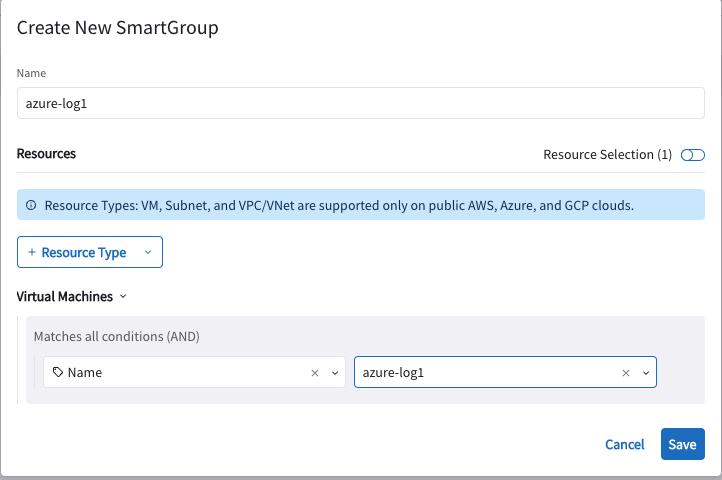 Create New SmartGroup
Name
azure-log1
Resources
Resource Selection (1)
Resource Types: VM, Subnet, and VPC/VNet are supported only on public AWS, Azure, and GCP clouds.
+ Resource Type
Virtual Machines
Matches all conditions (AND)
Name
azure-log1
Cancel
Save